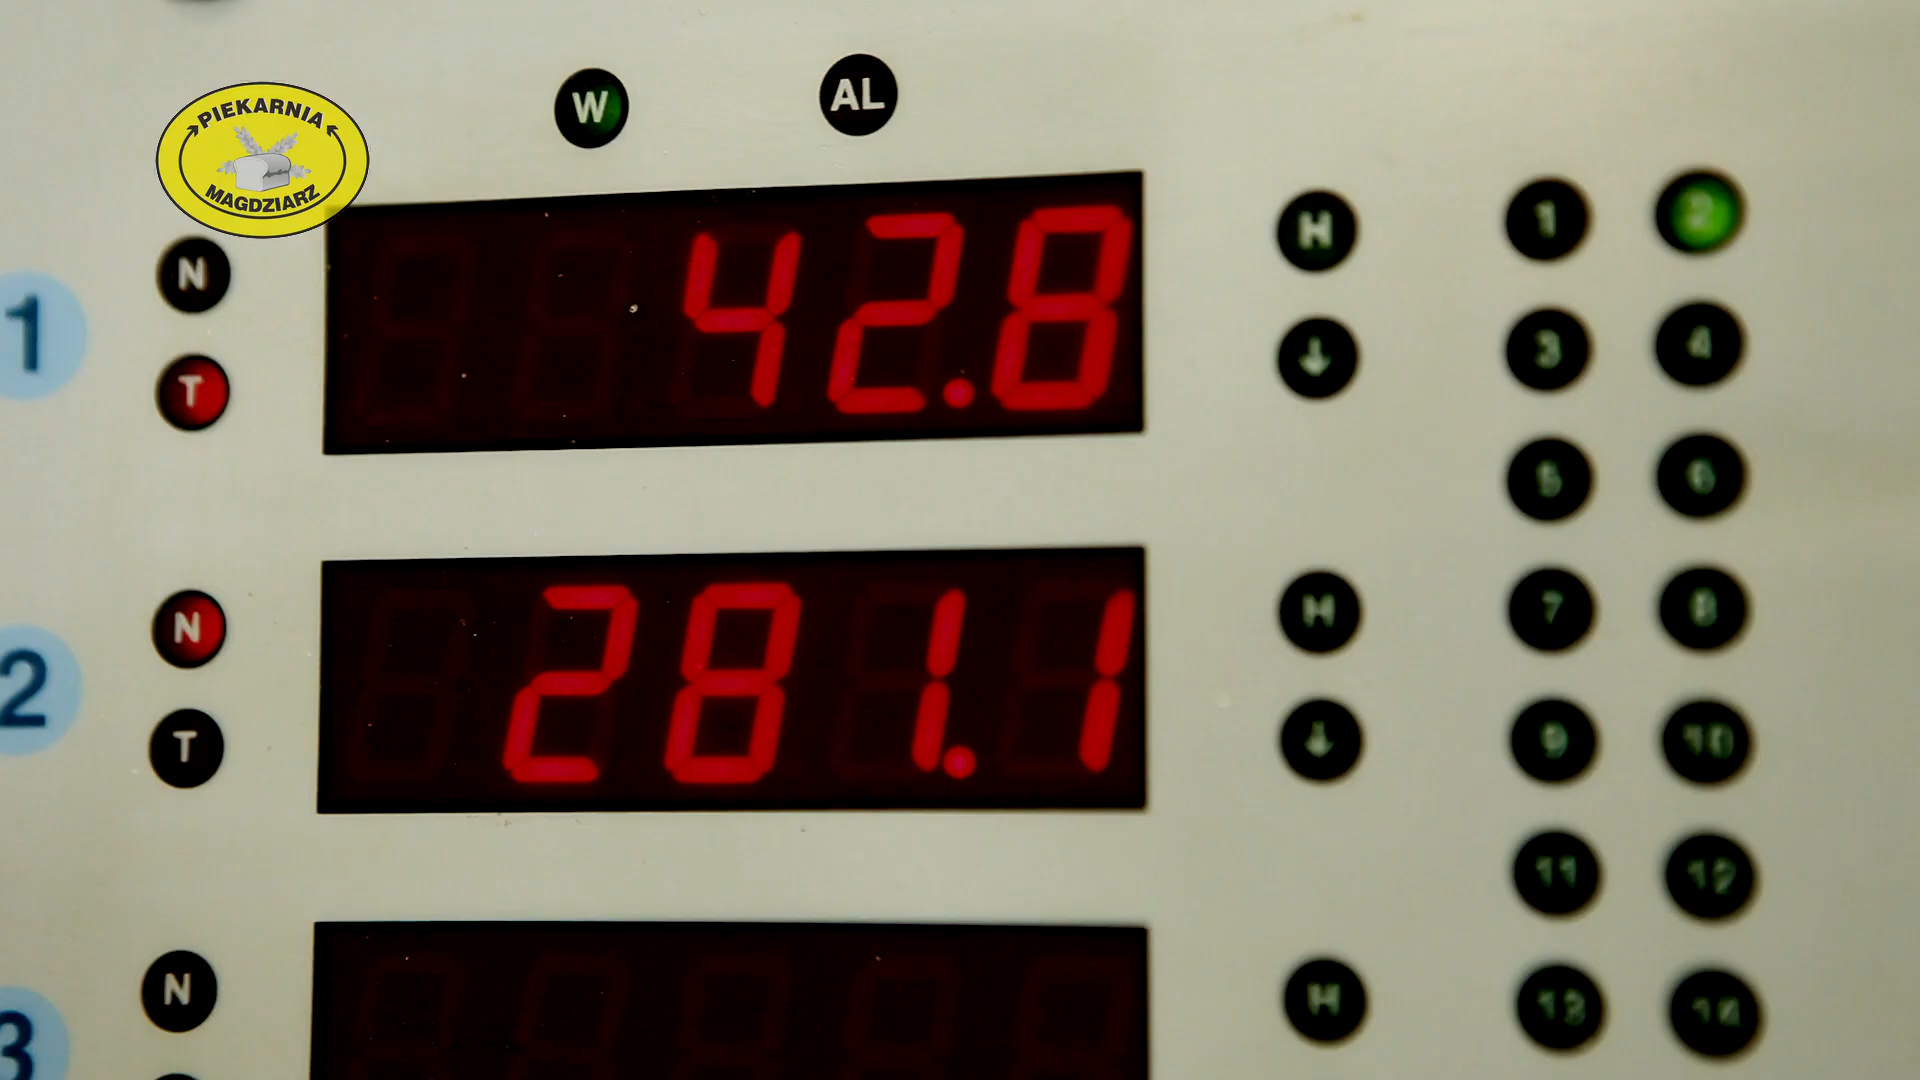 PIEKARNIA
MAGDZIARZ
W AL
1 N 42.8 H 1 2
T ↓ 3 4
5 6
2 N 281.1 H 7 8
T ↓ 9 10
11 12
3 N H 13 14